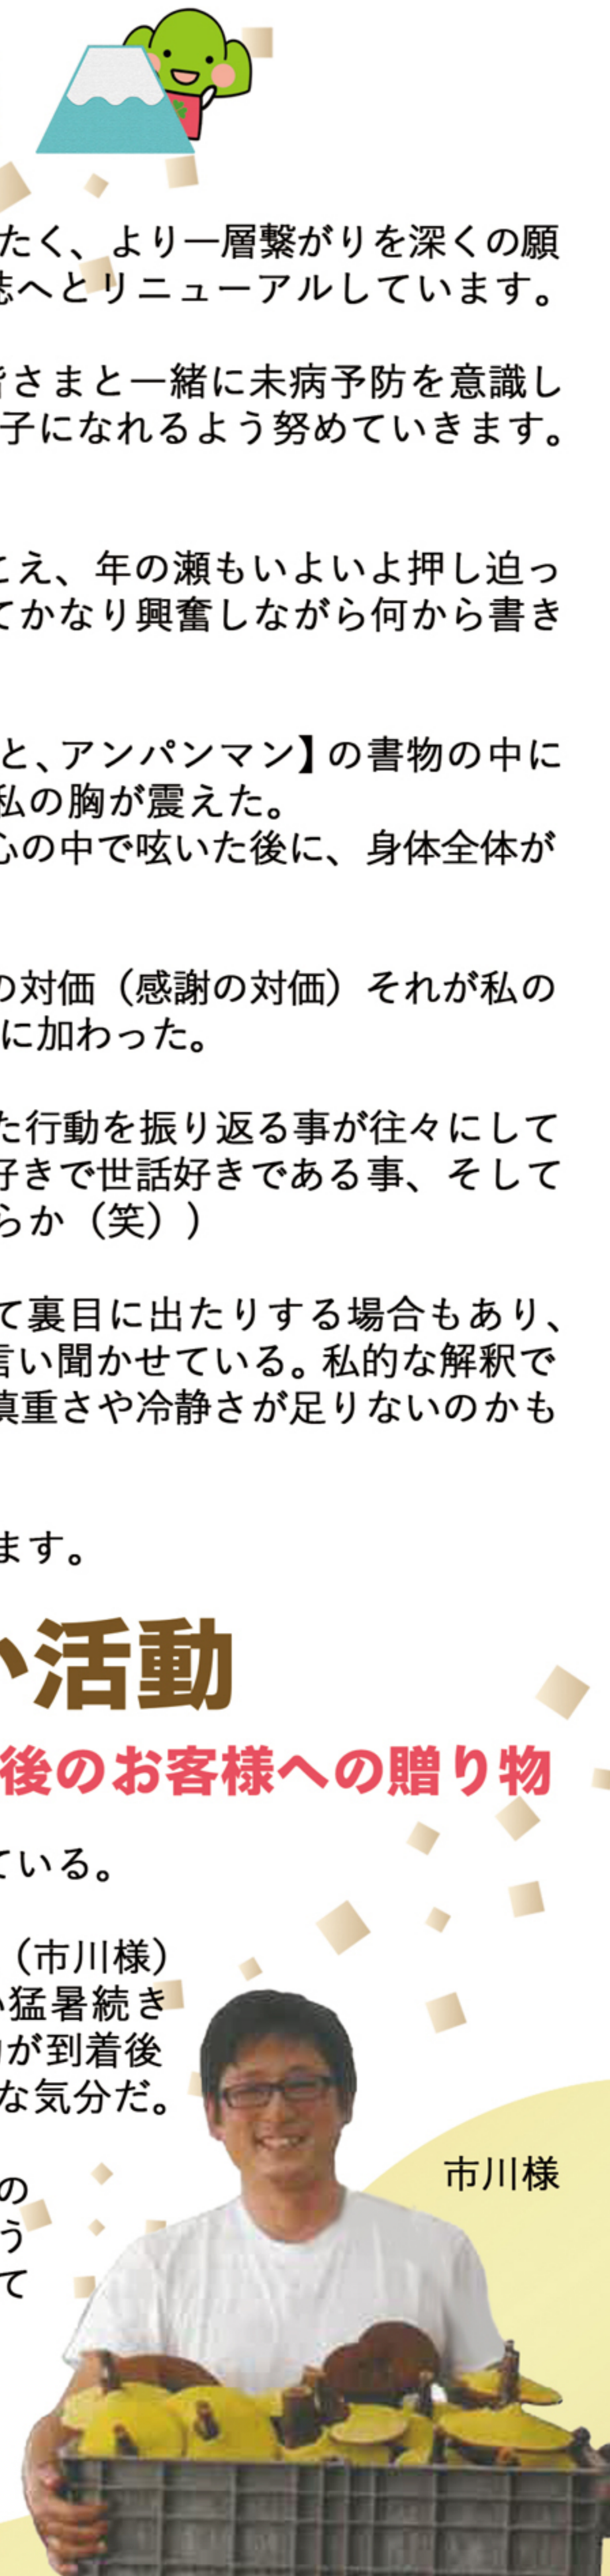 たく、より一層繋がりを深くの願
誌へとリニューアルしています。
皆さまと一緒に未病予防を意識し
子になれるよう努めていきます。
こえ、年の瀬もいよいよ押し迫っ
てかなり興奮しながら何から書き
と、アンパンマン】の書物の中に
私の胸が震えた。
心の中で呟いた後に、身体全体が
の対価（感謝の対価）それが私の
に加わった。
た行動を振り返る事が往々にして
好きで世話好きである事、そして
らか（笑））
て裏目に出たりする場合もあり、
言い聞かせている。私的な解釈で
慎重さや冷静さが足りないのかも
ます。
い活動
後のお客様への贈り物
ている。
（市川様）
い猛暑続き
が到着後
な気分だ。
市川様
の
う
て